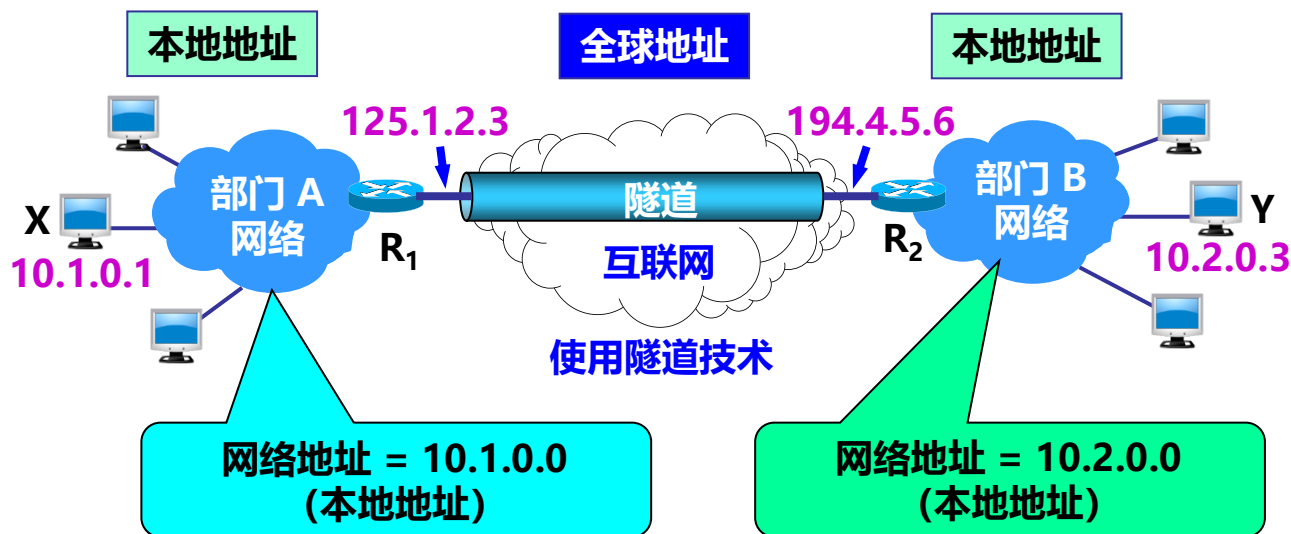 本地地址
全球地址
本地地址
125.1.2.3
194.4.5.6
部门 A
网络
隧道
部门 B
网络
X
Y
R₁
R₂
互联网
10.1.0.1
10.2.0.3
使用隧道技术
网络地址 = 10.1.0.0
(本地地址)
网络地址 = 10.2.0.0
(本地地址)